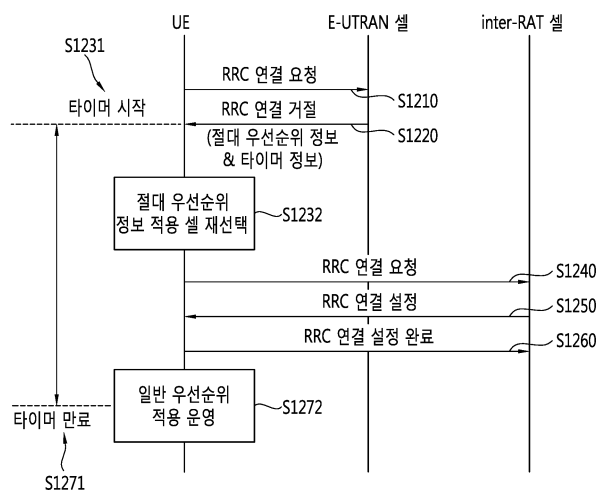 UE
E-UTRAN 셀
inter-RAT 셀
S1231
RRC 연결 요청
S1210
타이머 시작
RRC 연결 거절
S1220
(절대 우선순위 정보
& 타이머 정보)
절대 우선순위
정보 적용 셀 재선택
S1232
RRC 연결 요청
S1240
RRC 연결 설정
S1250
RRC 연결 설정 완료
S1260
일반 우선순위
적용 운영
S1272
타이머 만료
S1271